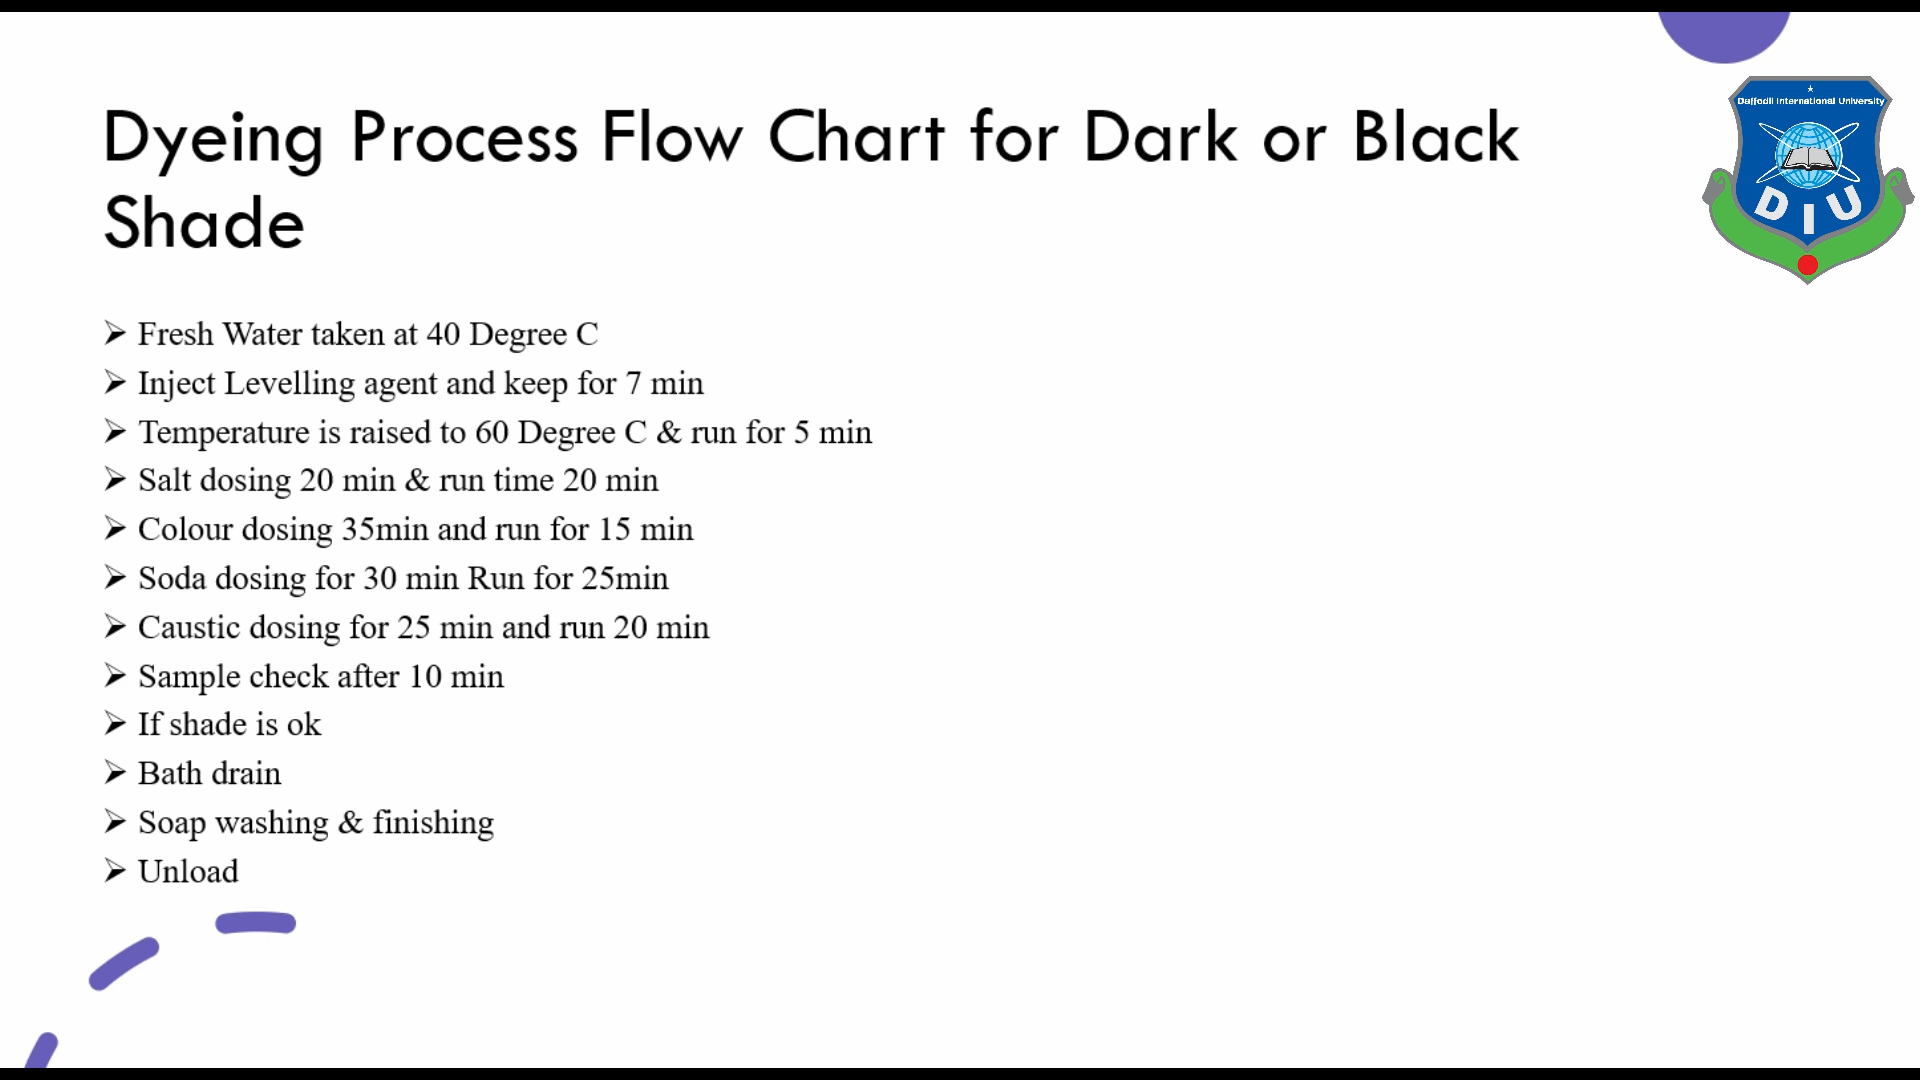 Dyeing Process Flow Chart for Dark or Black
Shade
Daffodil International University
D I U
➢ Fresh Water taken at 40 Degree C
➢ Inject Levelling agent and keep for 7 min
➢ Temperature is raised to 60 Degree C & run for 5 min
➢ Salt dosing 20 min & run time 20 min
➢ Colour dosing 35min and run for 15 min
➢ Soda dosing for 30 min Run for 25min
➢ Caustic dosing for 25 min and run 20 min
➢ Sample check after 10 min
➢ If shade is ok
➢ Bath drain
➢ Soap washing & finishing
➢ Unload